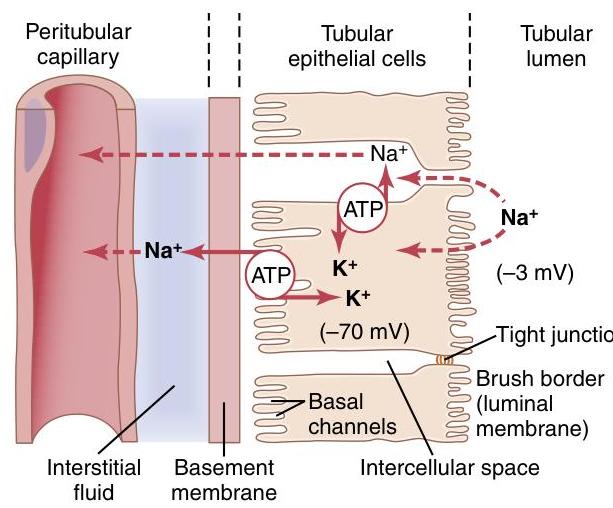 Peritubular
capillary
Tubular
epithelial cells
Tubular
lumen
Na+
ATP
Na+
K+
Na+
ATP
K+
(–3 mV)
(–70 mV)
Tight junctio
Brush border
(luminal
membrane)
Basal
channels
Interstitial
fluid
Basement
membrane
Intercellular space